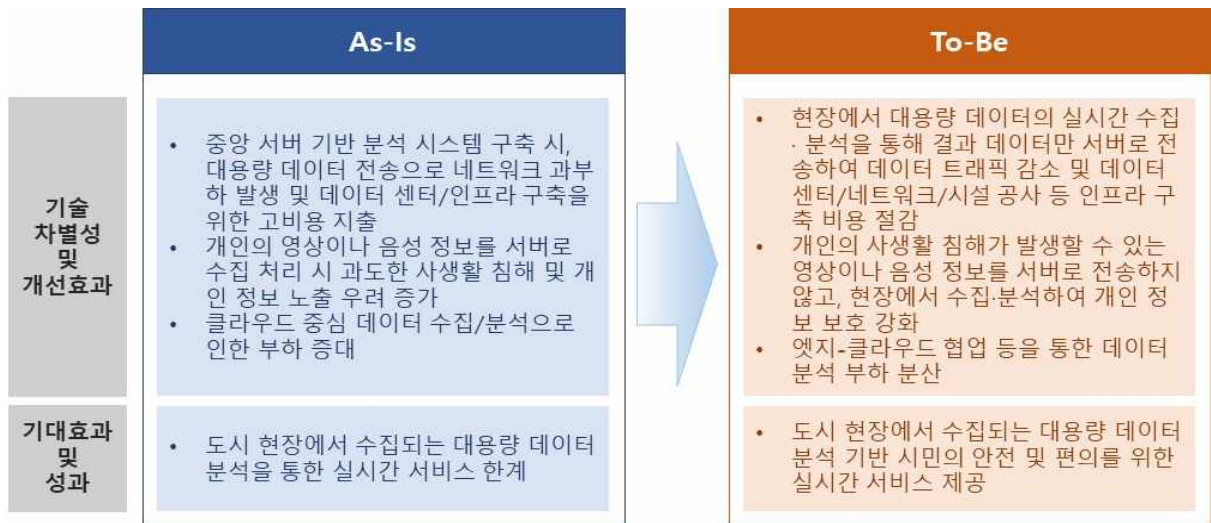 As-Is
To-Be
기술
차별성
및
개선효과
• 중앙 서버 기반 분석 시스템 구축 시,
대용량 데이터 전송으로 네트워크 과부
하 발생 및 데이터 센터/인프라 구축을
위한 고비용 지출
• 개인의 영상이나 음성 정보를 서버로
수집 처리 시 과도한 사생활 침해 및 개
인 정보 노출 우려 증가
• 클라우드 중심 데이터 수집/분석으로
인한 부하 증대
• 현장에서 대용량 데이터의 실시간 수집
· 분석을 통해 결과 데이터만 서버로 전
송하여 데이터 트래픽 감소 및 데이터
센터/네트워크/시설 공사 등 인프라 구
축 비용 절감
• 개인의 사생활 침해가 발생할 수 있는
영상이나 음성 정보를 서버로 전송하지
않고, 현장에서 수집·분석하여 개인 정
보 보호 강화
• 엣지-클라우드 협업 등을 통한 데이터
분석 부하 분산
기대효과
및
성과
• 도시 현장에서 수집되는 대용량 데이터
분석을 통한 실시간 서비스 한계
• 도시 현장에서 수집되는 대용량 데이터
분석 기반 시민의 안전 및 편의를 위한
실시간 서비스 제공